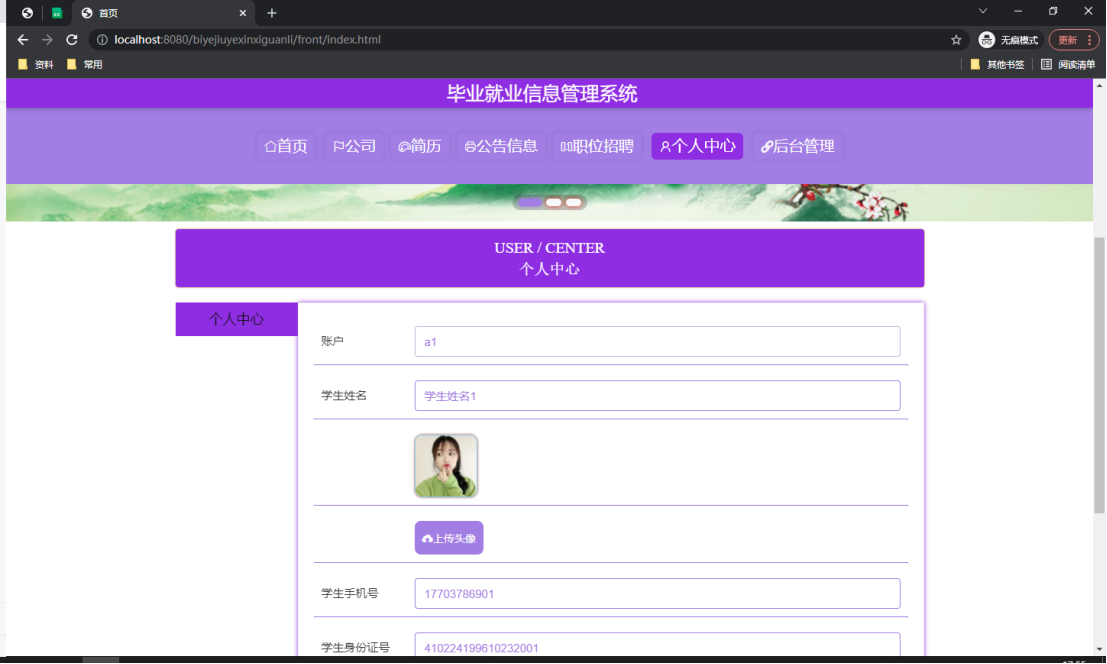 首页
localhost:8080/biyejiuyexinxiguanli/front/index.html
无痕模式
更新
资料
常用
其他书签
阅读清单
毕业就业信息管理系统
首页
公司
简历
公告信息
职位招聘
个人中心
后台管理
USER / CENTER
个人中心
个人中心
账户
a1
学生姓名
学生姓名1
上传头像
学生手机号
17703786901
学生身份证号
410224199610232001